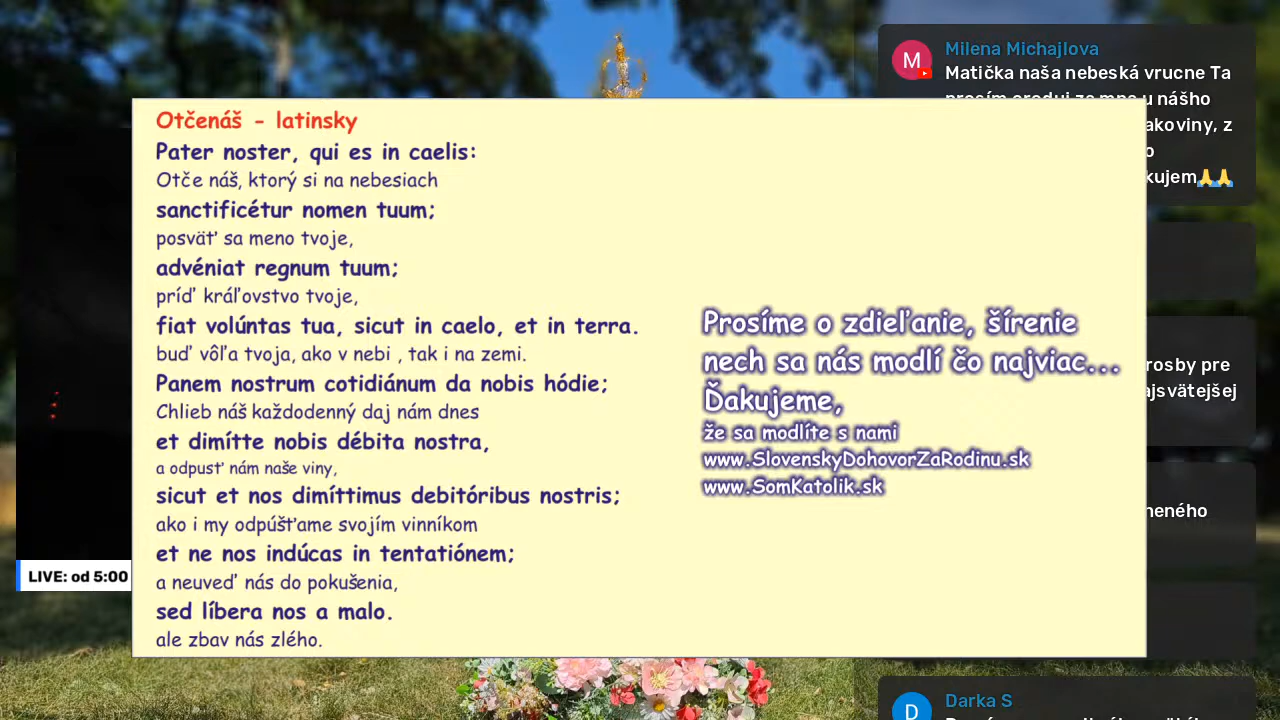 Milena Michajlova
Matička naša nebeská vrucne Ta
u nášho
z
kujem🙏🙏
Otčenáš - latinsky
Pater noster, qui es in caelis:
Otče náš, ktorý si na nebesiach
sanctificétur nomen tuum;
posväť sa meno tvoje,
advéniat regnum tuum;
príď kráľovstvo tvoje,
fiat volúntas tua, sicut in caelo, et in terra.
buď vôľa tvoja, ako v nebi , tak i na zemi.
Panem nostrum cotidiánum da nobis hódie;
Chlieb náš každodenný daj nám dnes
et dimítte nobis débita nostra,
a odpusť nám naše viny,
sicut et nos dimíttimus debitóribus nostris;
ako i my odpúšťame svojím vinníkom
et ne nos indúcas in tentatiónem;
a neuveď nás do pokušenia,
sed líbera nos a malo.
ale zbav nás zlého.
Prosíme o zdieľanie, šírenie
nech sa nás modlí čo najviac...
Ďakujeme,
že sa modlíte s nami
www.SlovenskyDohovorZaRodinu.sk
www.SomKatolik.sk
rosby pre
ajsvätejšej
neného
LIVE: od 5:00
Darka S